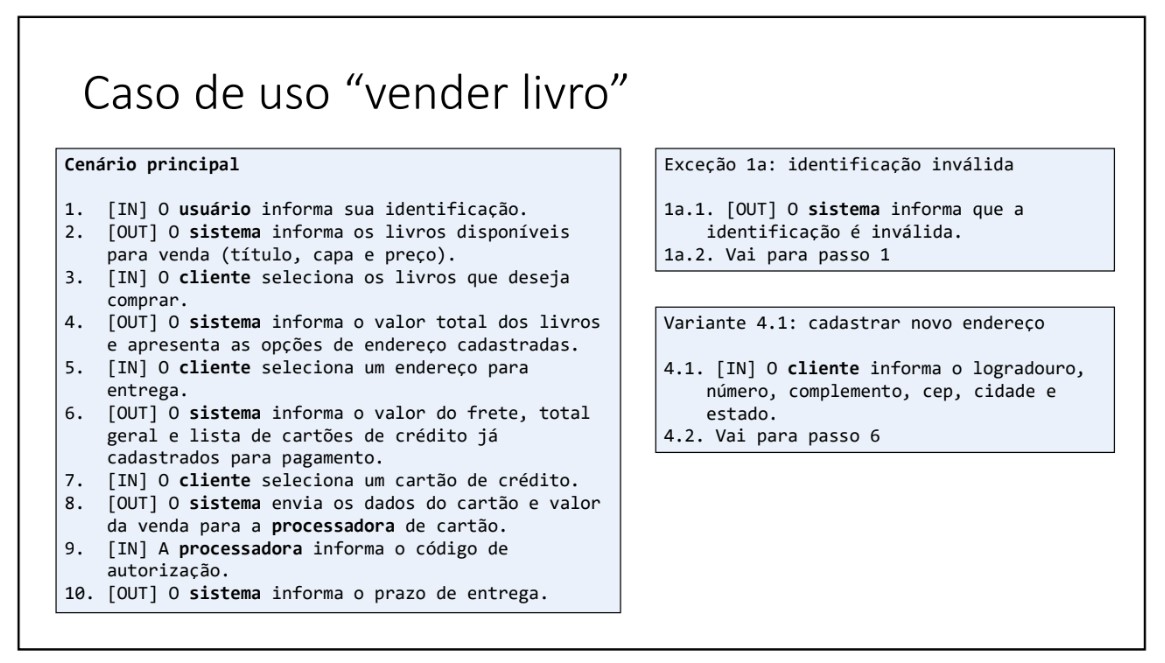 Caso de uso “vender livro”
Cenário principal
1. [IN] O usuário informa sua identificação.
2. [OUT] O sistema informa os livros disponíveis
para venda (título, capa e preço).
3. [IN] O cliente seleciona os livros que deseja
comprar.
4. [OUT] O sistema informa o valor total dos livros
e apresenta as opções de endereço cadastradas.
5. [IN] O cliente seleciona um endereço para
entrega.
6. [OUT] O sistema informa o valor do frete, total
geral e lista de cartões de crédito já
cadastrados para pagamento.
7. [IN] O cliente seleciona um cartão de crédito.
8. [OUT] O sistema envia os dados do cartão e valor
da venda para a processadora de cartão.
9. [IN] A processadora informa o código de
autorização.
10. [OUT] O sistema informa o prazo de entrega.
Exceção 1a: identificação inválida
1a.1. [OUT] O sistema informa que a
identificação é inválida.
1a.2. Vai para passo 1
Variante 4.1: cadastrar novo endereço
4.1. [IN] O cliente informa o logradouro,
número, complemento, cep, cidade e
estado.
4.2. Vai para passo 6